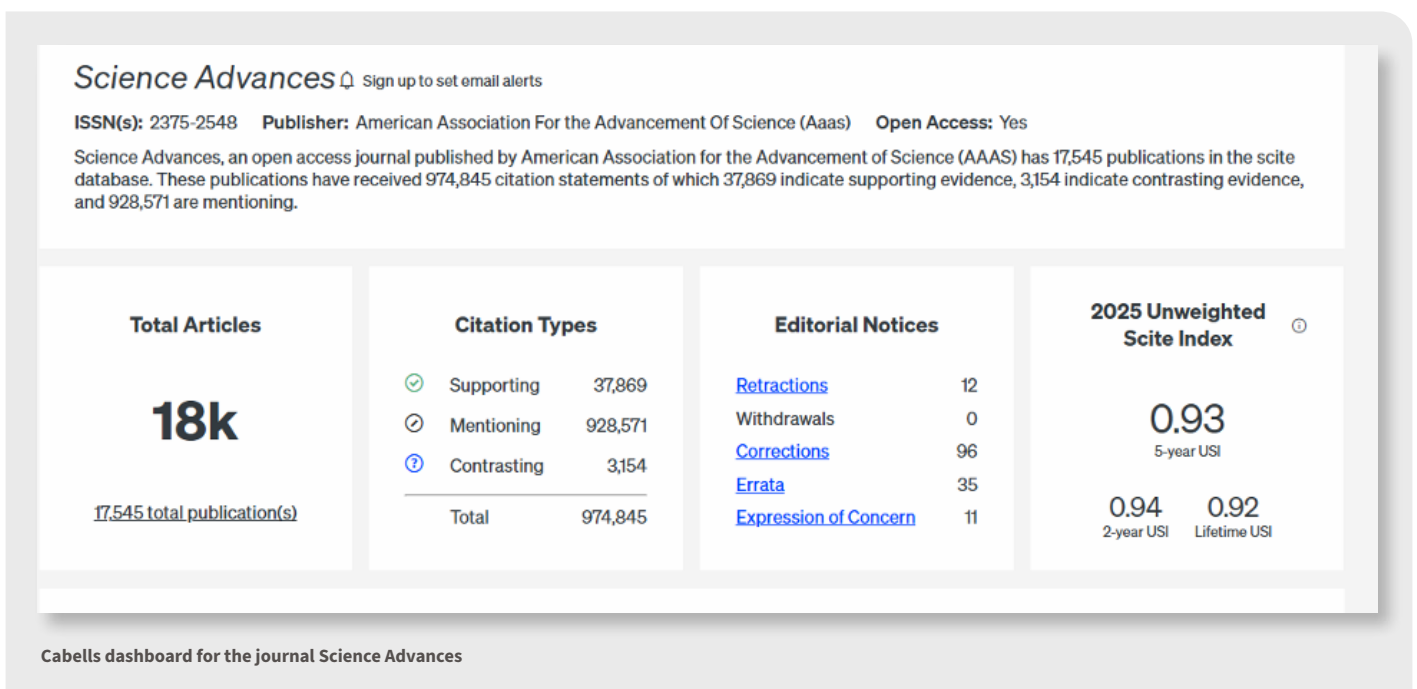 Science Advances Sign up to set email alerts
ISSN(s): 2375-2548 Publisher: American Association For the Advancement Of Science (Aaas) Open Access: Yes
Science Advances, an open access journal published by American Association for the Advancement of Science (AAAS) has 17,545 publications in the scite
database. These publications have received 974,845 citation statements of which 37,869 indicate supporting evidence, 3,154 indicate contrasting evidence,
and 928,571 are mentioning.
Total Articles
18k
17,545 total publication(s)
Citation Types
Supporting 37,869
Mentioning 928,571
Contrasting 3,154
Total 974,845
Editorial Notices
Retractions 12
Withdrawals 0
Corrections 96
Errata 35
Expression of Concern 11
2025 Unweighted
Scite Index
0.93
5-year USI
0.94 0.92
2-year USI Lifetime USI
Cabells dashboard for the journal Science Advances